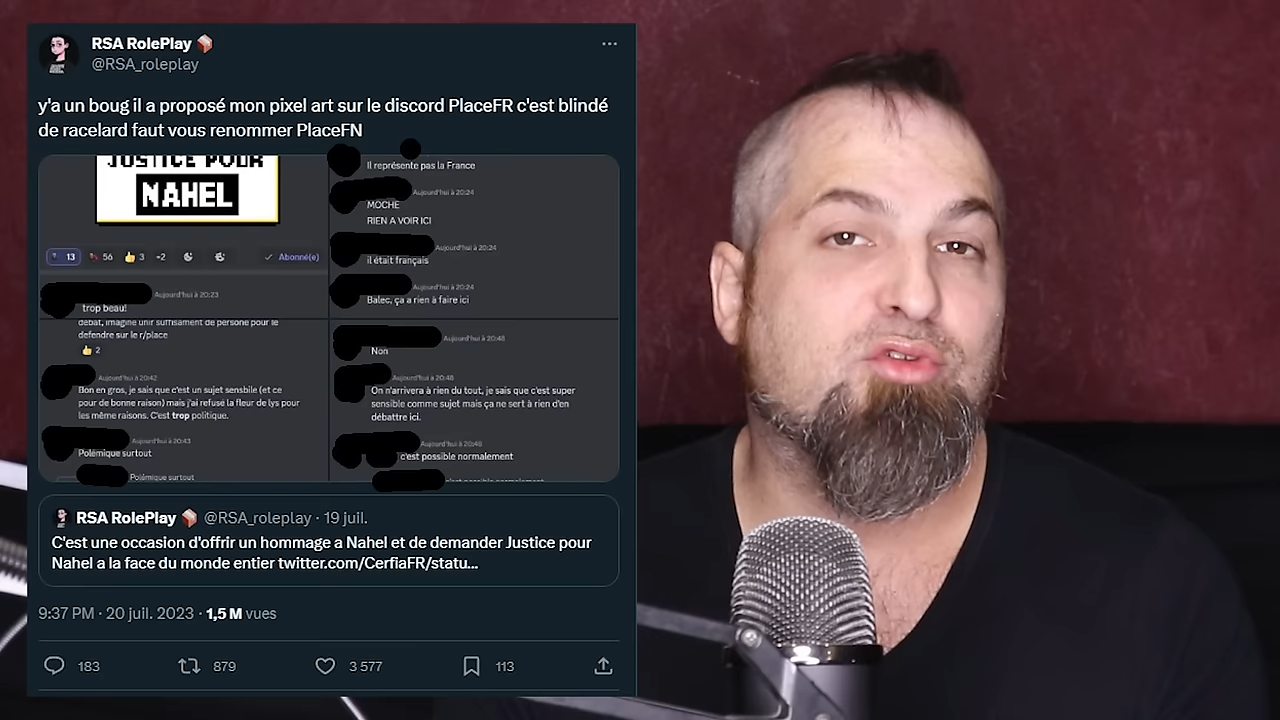 RSA RolePlay
@RSA_roleplay
y'a un boug il a proposé mon pixel art sur le discord PlaceFR c'est blindé
de racelard faut vous renommer PlaceFN
JUSTICE POUR
NAHEL
13 56 3 -2 Abonné(e)
Aujourd'hui à 20:23
trop beau!
débat, imagine unir suffisament de personne pour le
defendre sur le r/place
2
Aujourd'hui à 20:42
Bon en gros, je sais que c'est un sujet sensbile (et ce
pour de bonne raison) mais j'ai refusé la fleur de lys pour
les même raisons. C'est trop politique.
Aujourd'hui à 20:43
Polémique surtout
Polémique surtout
Il représente pas la France
Aujourd'hui à 20:24
MOCHE
RIEN A VOIR ICI
Aujourd'hui à 20:24
il était français
Aujourd'hui à 20:24
Balec, ça a rien à faire ici
Aujourd'hui à 20:48
Non
Aujourd'hui à 20:48
On n'arrivera à rien du tout, je sais que c'est super
sensible comme sujet mais ça ne sert à rien d'en
débattre ici.
Aujourd'hui à 20:48
c'est possible normalement
RSA RolePlay @RSA_roleplay · 19 juil.
C'est une occasion d'offrir un hommage a Nahel et de demander Justice pour
Nahel a la face du monde entier twitter.com/CerfiaFR/statu...
9:37 PM · 20 juil. 2023 · 1,5 M vues
183 879 3 577 113